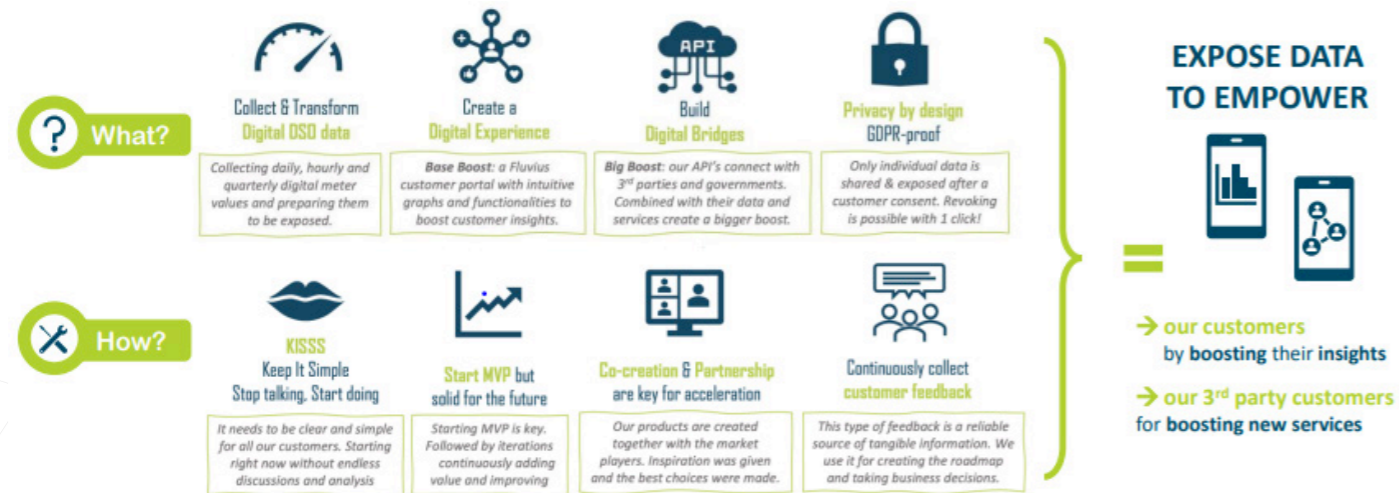 What?
API
Collect & Transform
Digital DSO data
Collecting daily, hourly and
quarterly digital meter
values and preparing them
to be exposed.
Create a
Digital Experience
Base Boost: a Fluvius
customer portal with intuitive
graphs and functionalities to
boost customer insights.
Build
Digital Bridges
Big Boost: our API's connect with
3rd parties and governments.
Combined with their data and
services create a bigger boost.
Privacy by design
GDPR-proof
Only individual data is
shared & exposed after a
customer consent. Revoking
is possible with 1 click!
How?
KISSS
Keep It Simple
Stop talking, Start doing
It needs to be clear and simple
for all our customers. Starting
right now without endless
discussions and analysis
Start MVP but
solid for the future
Starting MVP is key.
Followed by iterations
continuously adding
value and improving
Co-creation & Partnership
are key for acceleration
Our products are created
together with the market
players. Inspiration was given
and the best choices were made.
Continuously collect
customer feedback
This type of feedback is a reliable
source of tangible information. We
use it for creating the roadmap
and taking business decisions.
=
EXPOSE DATA
TO EMPOWER
→ our customers
by boosting their insights
→ our 3rd party customers
for boosting new services